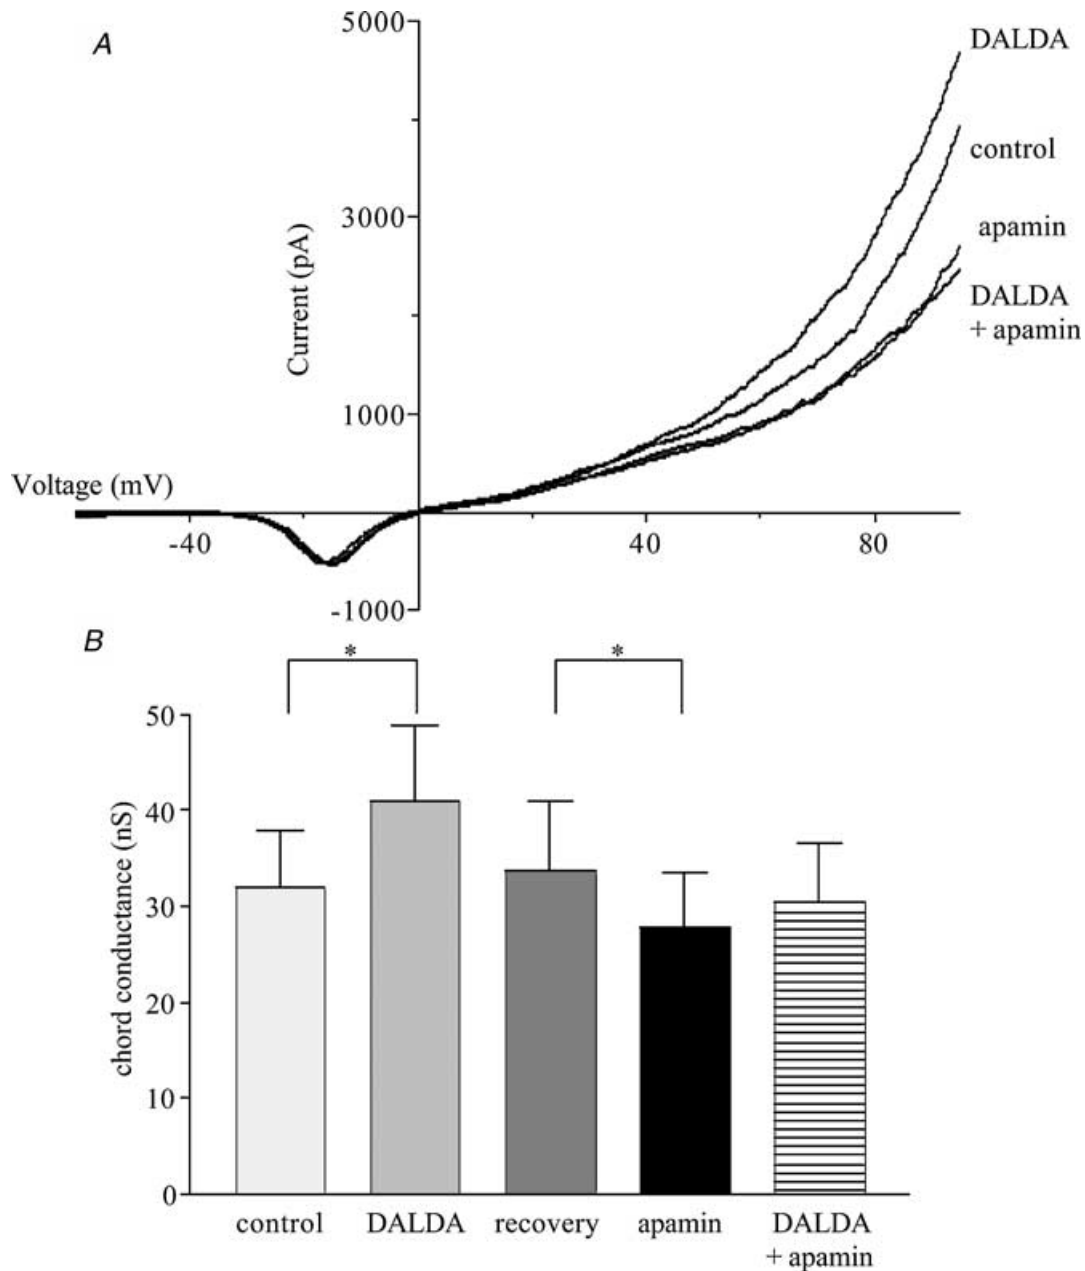 A
5000
DALDA
control
3000
apamin
Current (pA)
DALDA
+ apamin
1000
Voltage (mV)
-40
40
80
-1000
B
*
*
50
40
30
20
10
0
chord conductance (nS)
control
DALDA
recovery
apamin
DALDA
+ apamin